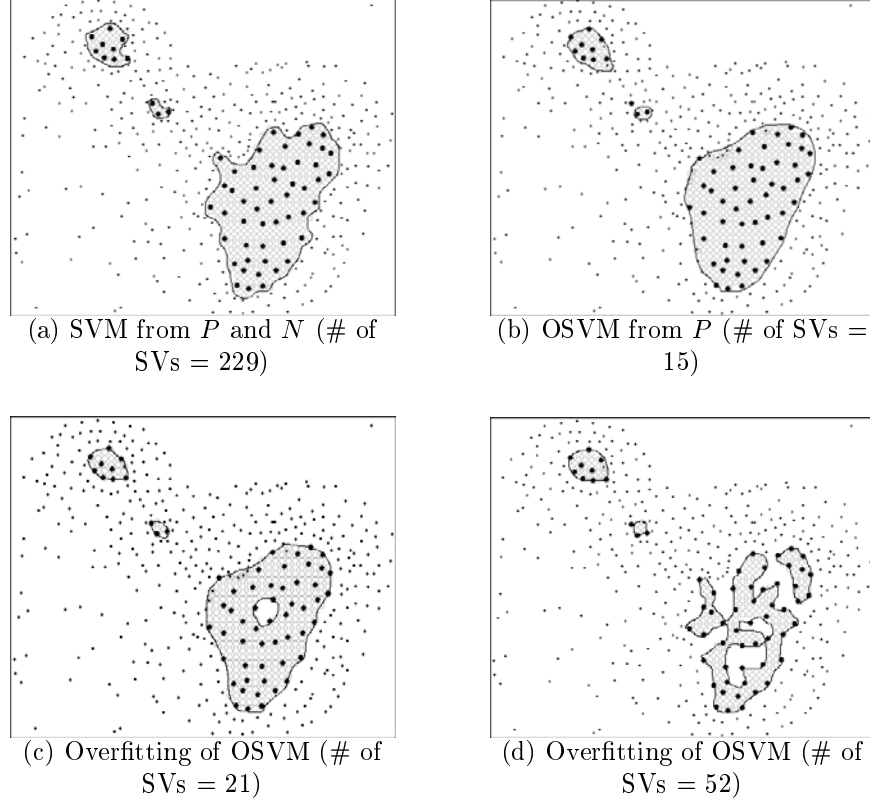 (a) SVM from P and N (# of
SVs = 229)
(b) OSVM from P (# of SVs =
15)
(c) Overfitting of OSVM (# of
SVs = 21)
(d) Overfitting of OSVM (# of
SVs = 52)